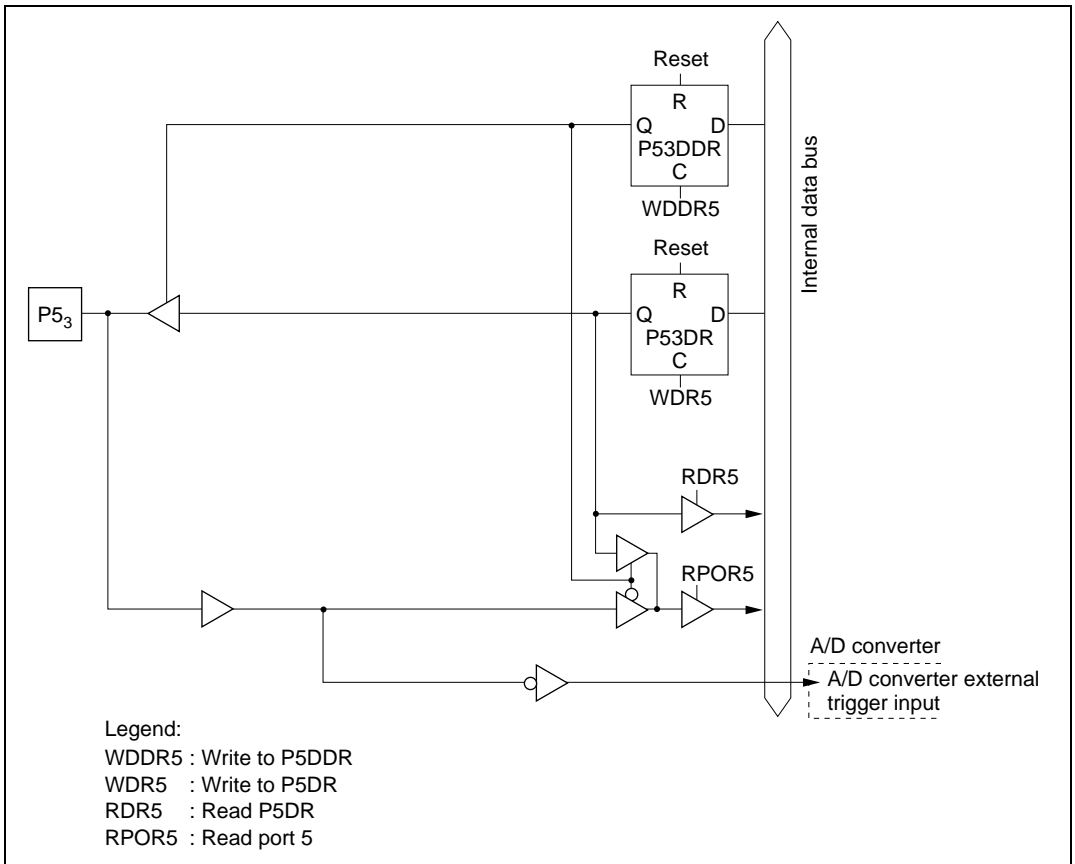 Reset
R
Q D
P53DDR
C
WDDR5
Internal data bus
Reset
R
P5₃
Q D
P53DR
C
WDR5
RDR5
RPOR5
A/D converter
A/D converter external
trigger input
Legend:
WDDR5 : Write to P5DDR
WDR5 : Write to P5DR
RDR5 : Read P5DR
RPOR5 : Read port 5